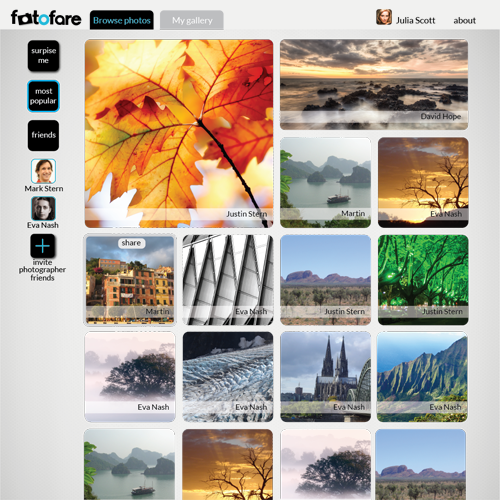 fotofare
Browse photos
My gallery
Julia Scott
about
surpise
me
most
popular
friends
Mark Stern
Eva Nash
invite
photographer
friends
Justin Stern
David Hope
Martin
Eva Nash
share
Martin
Eva Nash
Justin Stern
Justin Stern
Eva Nash
Eva Nash
Eva Nash
Eva Nash